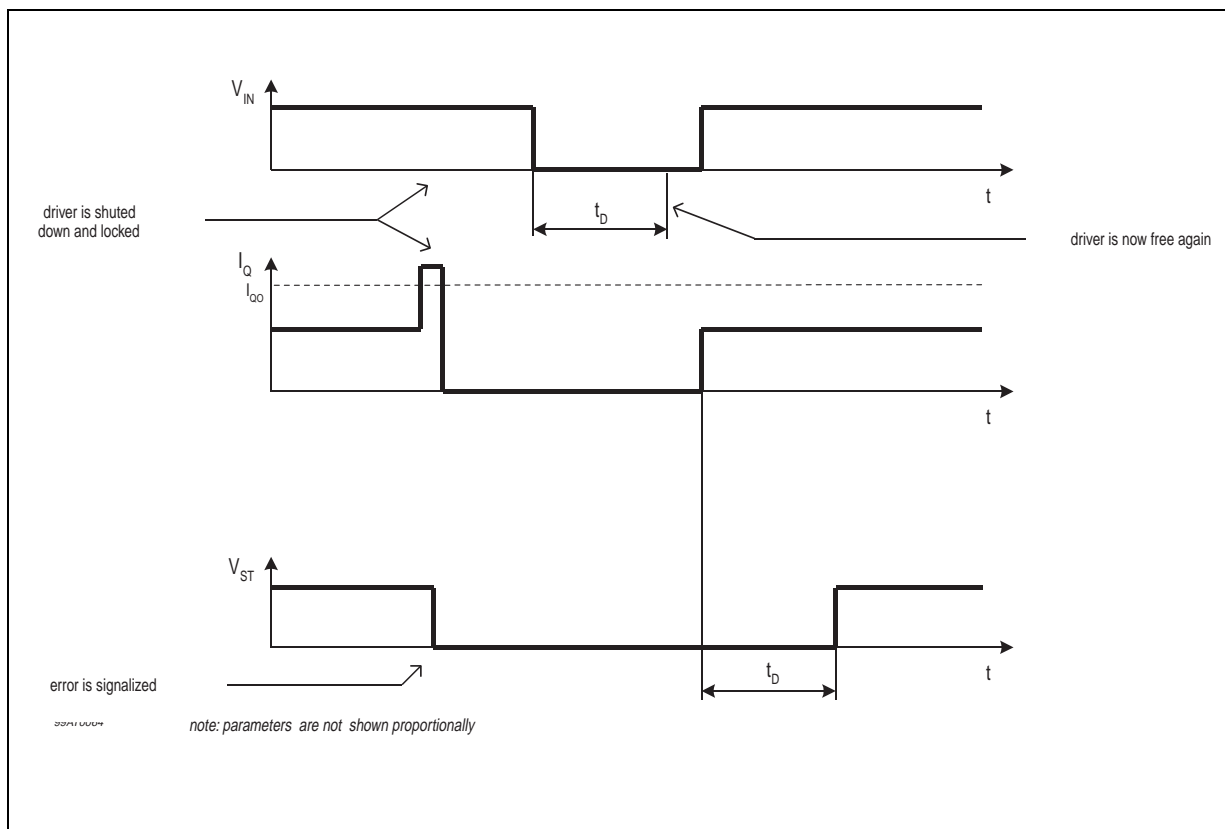 V_IN
t
driver is shuted
down and locked
t_D
driver is now free again
I_Q
I_QO
t
V_ST
t
error is signalized
t_D
note: parameters are not shown proportionally